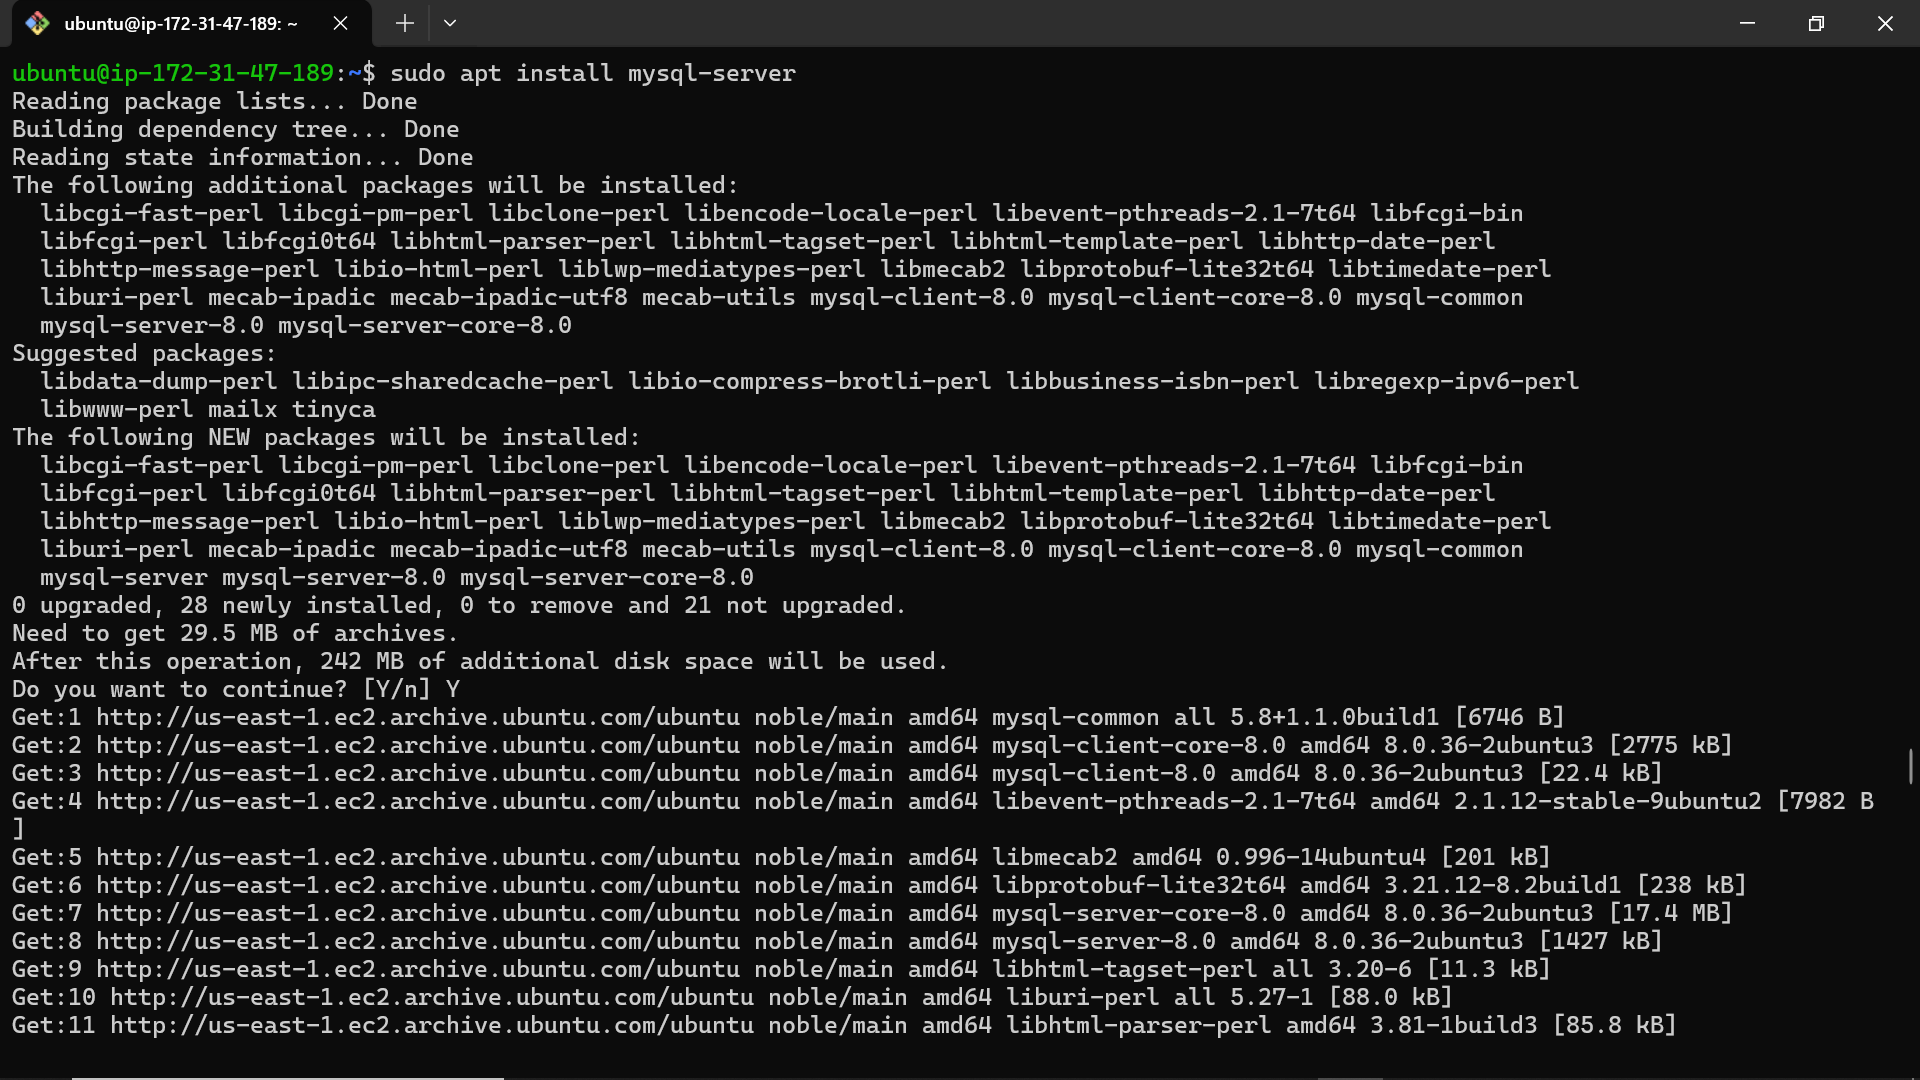 ubuntu@ip-172-31-47-189: ~
ubuntu@ip-172-31-47-189:~$ sudo apt install mysql-server
Reading package lists... Done
Building dependency tree... Done
Reading state information... Done
The following additional packages will be installed:
  libcgi-fast-perl libcgi-pm-perl libclone-perl libencode-locale-perl libevent-pthreads-2.1-7t64 libfcgi-bin
  libfcgi-perl libfcgi0t64 libhtml-parser-perl libhtml-tagset-perl libhtml-template-perl libhttp-date-perl
  libhttp-message-perl libio-html-perl liblwp-mediatypes-perl libmecab2 libprotobuf-lite32t64 libtimedate-perl
  liburi-perl mecab-ipadic mecab-ipadic-utf8 mecab-utils mysql-client-8.0 mysql-client-core-8.0 mysql-common
  mysql-server-8.0 mysql-server-core-8.0
Suggested packages:
  libdata-dump-perl libipc-sharedcache-perl libio-compress-brotli-perl libbusiness-isbn-perl libregexp-ipv6-perl
  libwww-perl mailx tinyca
The following NEW packages will be installed:
  libcgi-fast-perl libcgi-pm-perl libclone-perl libencode-locale-perl libevent-pthreads-2.1-7t64 libfcgi-bin
  libfcgi-perl libfcgi0t64 libhtml-parser-perl libhtml-tagset-perl libhtml-template-perl libhttp-date-perl
  libhttp-message-perl libio-html-perl liblwp-mediatypes-perl libmecab2 libprotobuf-lite32t64 libtimedate-perl
  liburi-perl mecab-ipadic mecab-ipadic-utf8 mecab-utils mysql-client-8.0 mysql-client-core-8.0 mysql-common
  mysql-server mysql-server-8.0 mysql-server-core-8.0
0 upgraded, 28 newly installed, 0 to remove and 21 not upgraded.
Need to get 29.5 MB of archives.
After this operation, 242 MB of additional disk space will be used.
Do you want to continue? [Y/n] Y
Get:1 http://us-east-1.ec2.archive.ubuntu.com/ubuntu noble/main amd64 mysql-common all 5.8+1.1.0build1 [6746 B]
Get:2 http://us-east-1.ec2.archive.ubuntu.com/ubuntu noble/main amd64 mysql-client-core-8.0 amd64 8.0.36-2ubuntu3 [2775 kB]
Get:3 http://us-east-1.ec2.archive.ubuntu.com/ubuntu noble/main amd64 mysql-client-8.0 amd64 8.0.36-2ubuntu3 [22.4 kB]
Get:4 http://us-east-1.ec2.archive.ubuntu.com/ubuntu noble/main amd64 libevent-pthreads-2.1-7t64 amd64 2.1.12-stable-9ubuntu2 [7982 B
]
Get:5 http://us-east-1.ec2.archive.ubuntu.com/ubuntu noble/main amd64 libmecab2 amd64 0.996-14ubuntu4 [201 kB]
Get:6 http://us-east-1.ec2.archive.ubuntu.com/ubuntu noble/main amd64 libprotobuf-lite32t64 amd64 3.21.12-8.2build1 [238 kB]
Get:7 http://us-east-1.ec2.archive.ubuntu.com/ubuntu noble/main amd64 mysql-server-core-8.0 amd64 8.0.36-2ubuntu3 [17.4 MB]
Get:8 http://us-east-1.ec2.archive.ubuntu.com/ubuntu noble/main amd64 mysql-server-8.0 amd64 8.0.36-2ubuntu3 [1427 kB]
Get:9 http://us-east-1.ec2.archive.ubuntu.com/ubuntu noble/main amd64 libhtml-tagset-perl all 3.20-6 [11.3 kB]
Get:10 http://us-east-1.ec2.archive.ubuntu.com/ubuntu noble/main amd64 liburi-perl all 5.27-1 [88.0 kB]
Get:11 http://us-east-1.ec2.archive.ubuntu.com/ubuntu noble/main amd64 libhtml-parser-perl amd64 3.81-1build3 [85.8 kB]